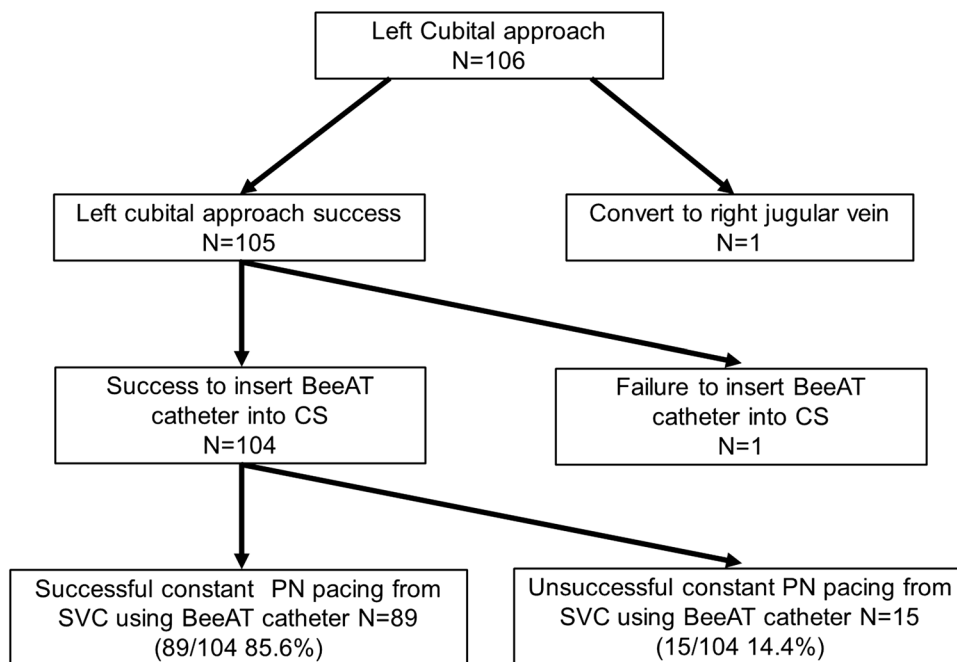 Left Cubital approach
N=106
Left cubital approach success
N=105
Convert to right jugular vein
N=1
Success to insert BeeAT
catheter into CS
N=104
Failure to insert BeeAT
catheter into CS
N=1
Successful constant PN pacing from
SVC using BeeAT catheter N=89
(89/104 85.6%)
Unsuccessful constant PN pacing from
SVC using BeeAT catheter N=15
(15/104 14.4%)